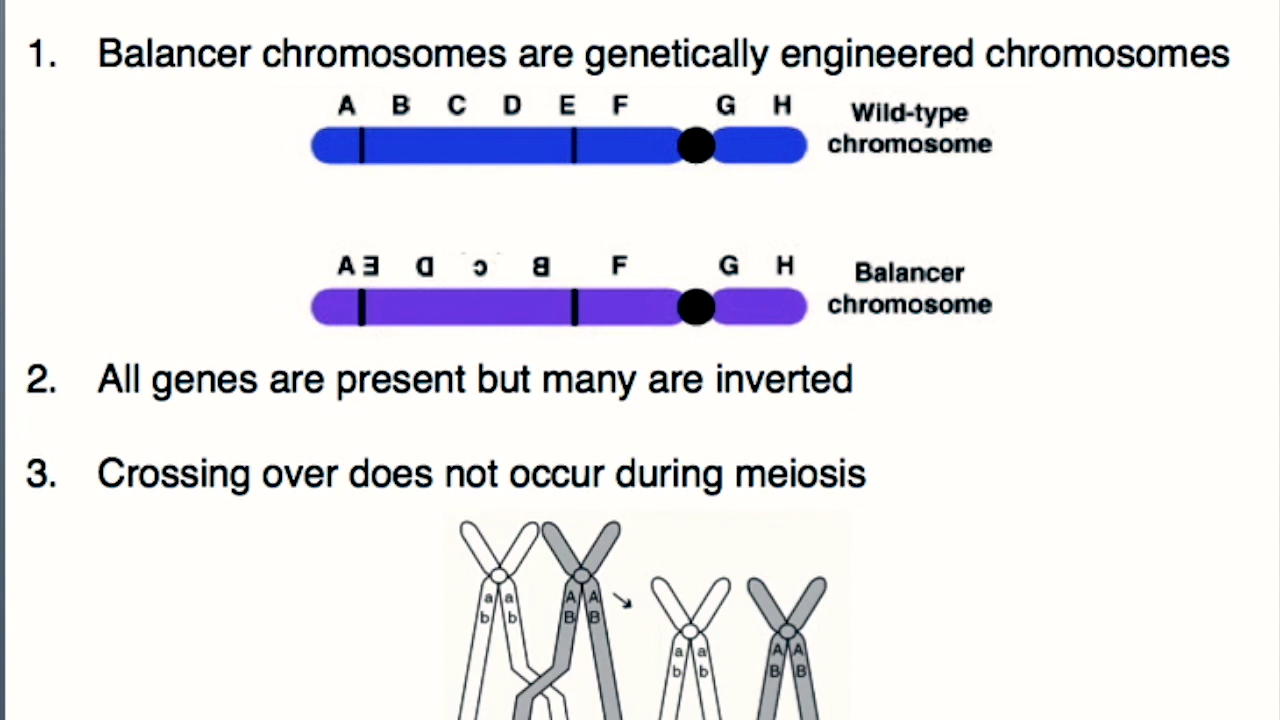 1. Balancer chromosomes are genetically engineered chromosomes
A B C D E F G H
Wild-type
chromosome
A E D C B F G H
Balancer
chromosome
2. All genes are present but many are inverted
3. Crossing over does not occur during meiosis
a a A A
b b B B
a a A A
b b B B